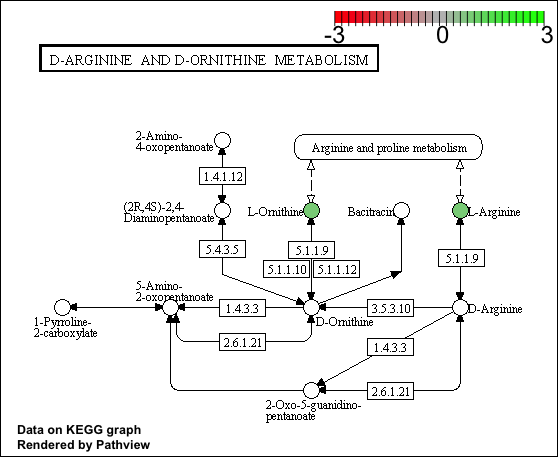 -3 0 3
D-ARGININE AND D-ORNITHINE METABOLISM
2-Amino-
4-oxopentanoate
Arginine and proline metabolism
1.4.1.12
(2R,4S)-2,4-
Diaminopentanoate
L-Ornithine
Bacitracin
L-Arginine
5.4.3.5
5.1.1.9
5.1.1.10
5.1.1.12
5.1.1.9
5-Amino-
2-oxopentanoate
1.4.3.3
3.5.3.10
D-Arginine
1-Pyrroline-
2-carboxylate
D-Ornithine
2.6.1.21
1.4.3.3
2.6.1.21
2-Oxo-5-guanidino-
pentanoate
Data on KEGG graph
Rendered by Pathview